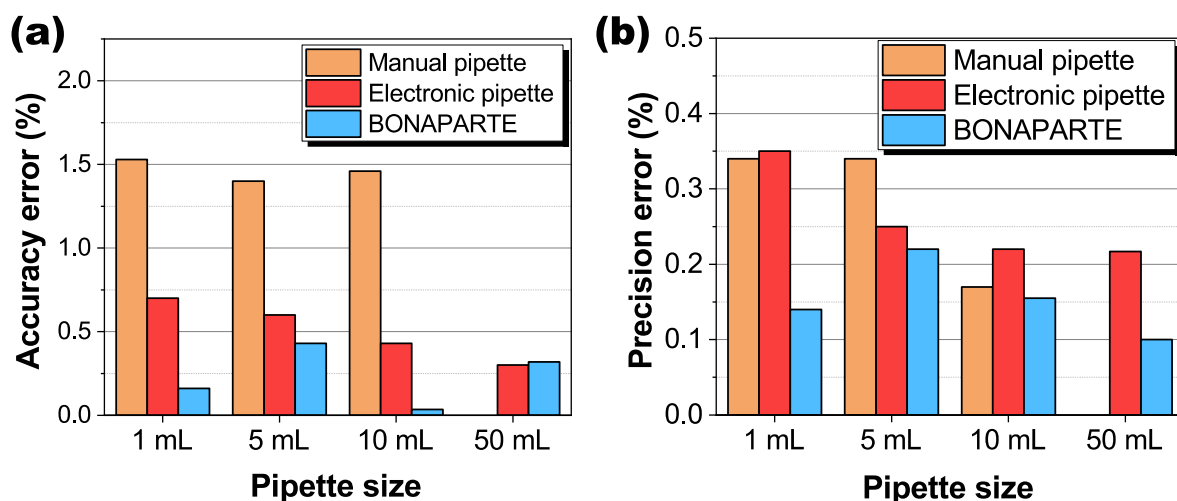 (a)
Accuracy error (%)
2.0
1.5
1.0
0.5
0.0
Manual pipette
Electronic pipette
BONAPARTE
1 mL 5 mL 10 mL 50 mL
Pipette size
(b)
Precision error (%)
0.5
0.4
0.3
0.2
0.1
0.0
Manual pipette
Electronic pipette
BONAPARTE
1 mL 5 mL 10 mL 50 mL
Pipette size